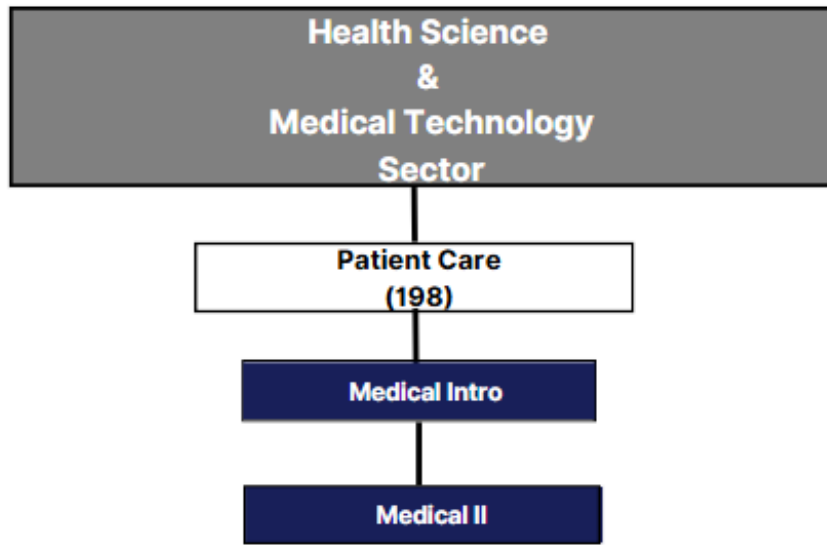 Health Science
&
Medical Technology
Sector
Patient Care
(198)
Medical Intro
Medical II